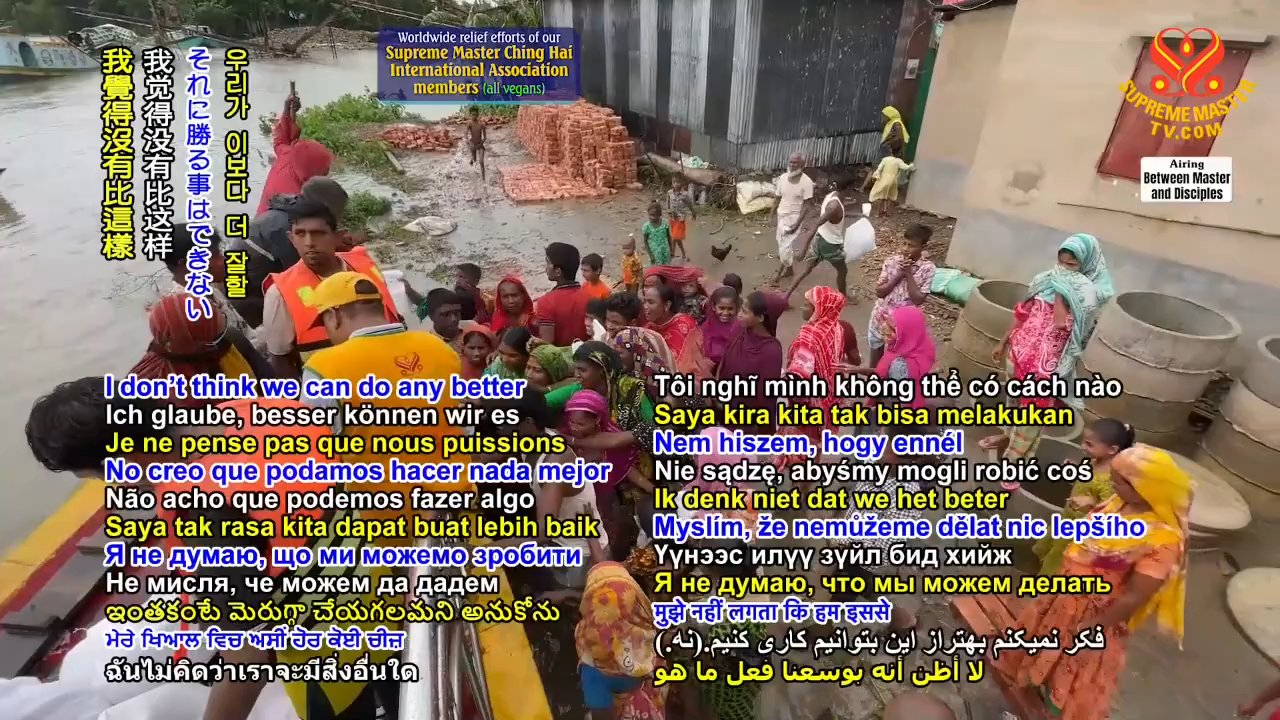 Worldwide relief efforts of our
Supreme Master Ching Hai
International Association
members (all vegans)
SUPREME MASTER
TV.COM
Airing
Between Master
and Disciples
우리가 이보다 더 잘할
それに勝る事はできない
我觉得没有比这样
我覺得沒有比這樣
I don't think we can do any better
Ich glaube, besser können wir es
Je ne pense pas que nous puissions
No creo que podamos hacer nada mejor
Não acho que podemos fazer algo
Saya tak rasa kita dapat buat lebih baik
Я не думаю, що ми можемо зробити
Не мисля, че можем да дадем
ఇంతకంటే మెరుగ్గా చేయగలమని అనుకోను
ਮੇਰੇ ਖਿਆਲ ਵਿਚ ਅਸੀਂ ਹੋਰ ਕੋਈ ਚੀਜ਼
ฉันไม่คิดว่าเราจะมีสิ่งอื่นใด
Tôi nghĩ mình không thể có cách nào
Saya kira kita tak bisa melakukan
Nem hiszem, hogy ennél
Nie sądzę, abyśmy mogli robić coś
Ik denk niet dat we het beter
Myslím, že nemůžeme dělat nic lepšího
Үүнээс илүү зүйл бид хийж
Я не думаю, что мы можем делать
मुझे नहीं लगता कि हम इससे
فکر نمیکنم بهتراز این بتوانیم کاری کنیم.(نه.)
لا أظن أنه بوسعنا فعل ما هو